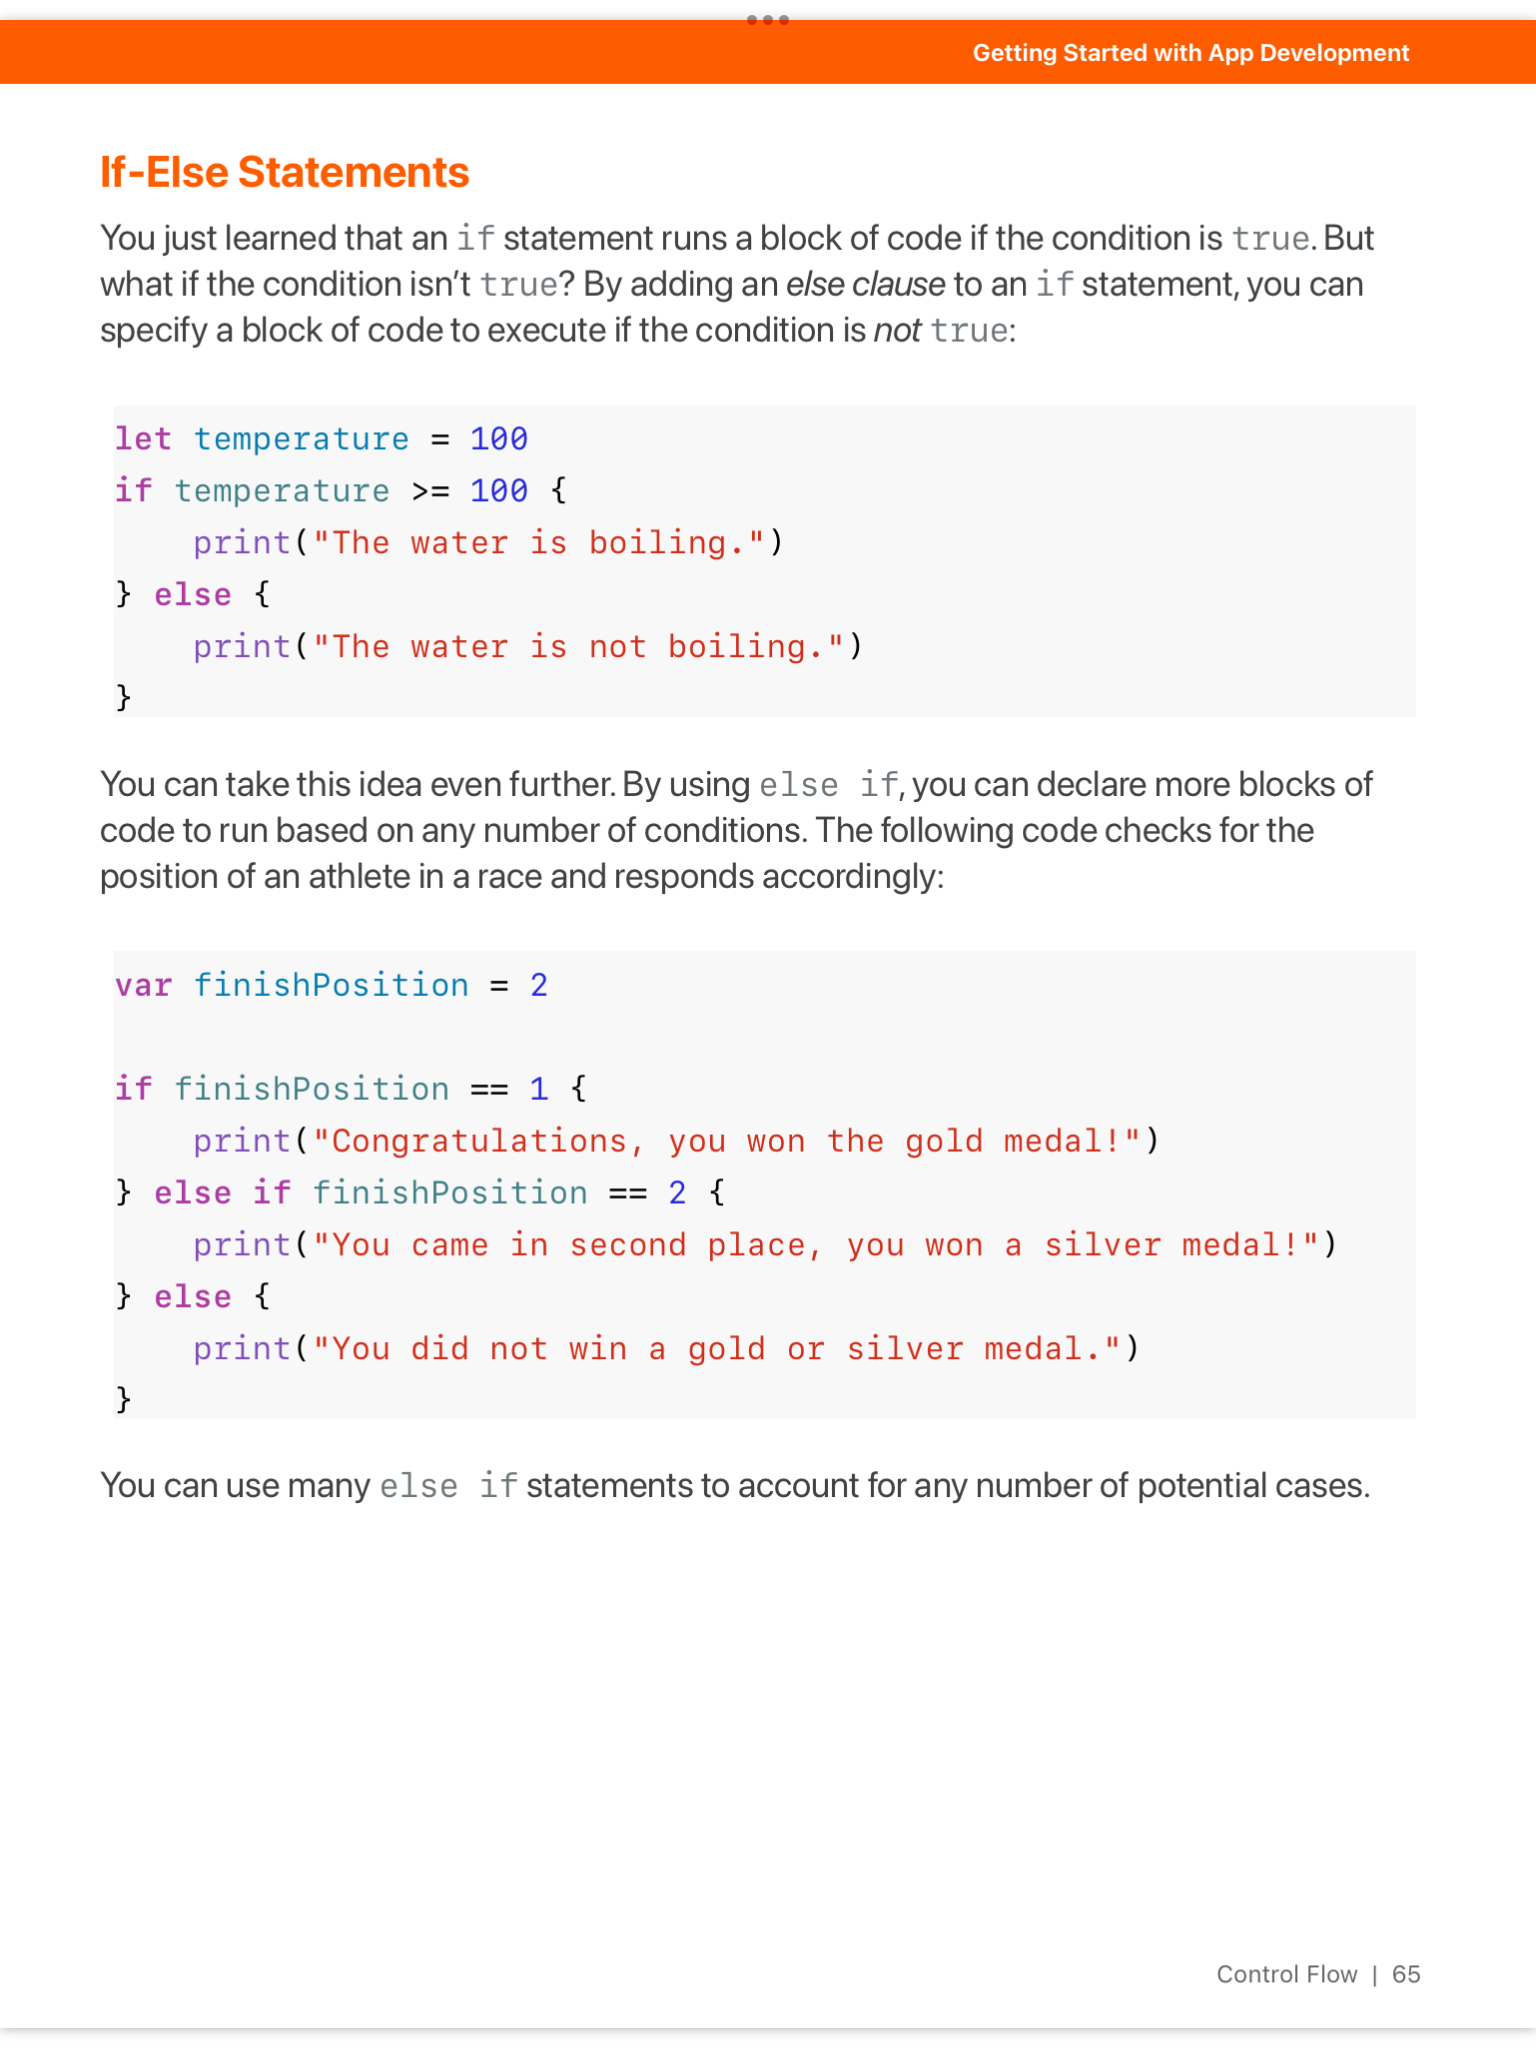 Getting Started with App Development
If-Else Statements
You just learned that an if statement runs a block of code if the condition is true. But
what if the condition isn’t true? By adding an else clause to an if statement, you can
specify a block of code to execute if the condition is not true:
let temperature = 100
if temperature >= 100 {
    print("The water is boiling.")
} else {
    print("The water is not boiling.")
}
You can take this idea even further. By using else if, you can declare more blocks of
code to run based on any number of conditions. The following code checks for the
position of an athlete in a race and responds accordingly:
var finishPosition = 2
if finishPosition == 1 {
    print("Congratulations, you won the gold medal!")
} else if finishPosition == 2 {
    print("You came in second place, you won a silver medal!")
} else {
    print("You did not win a gold or silver medal.")
}
You can use many else if statements to account for any number of potential cases.
Control Flow | 65